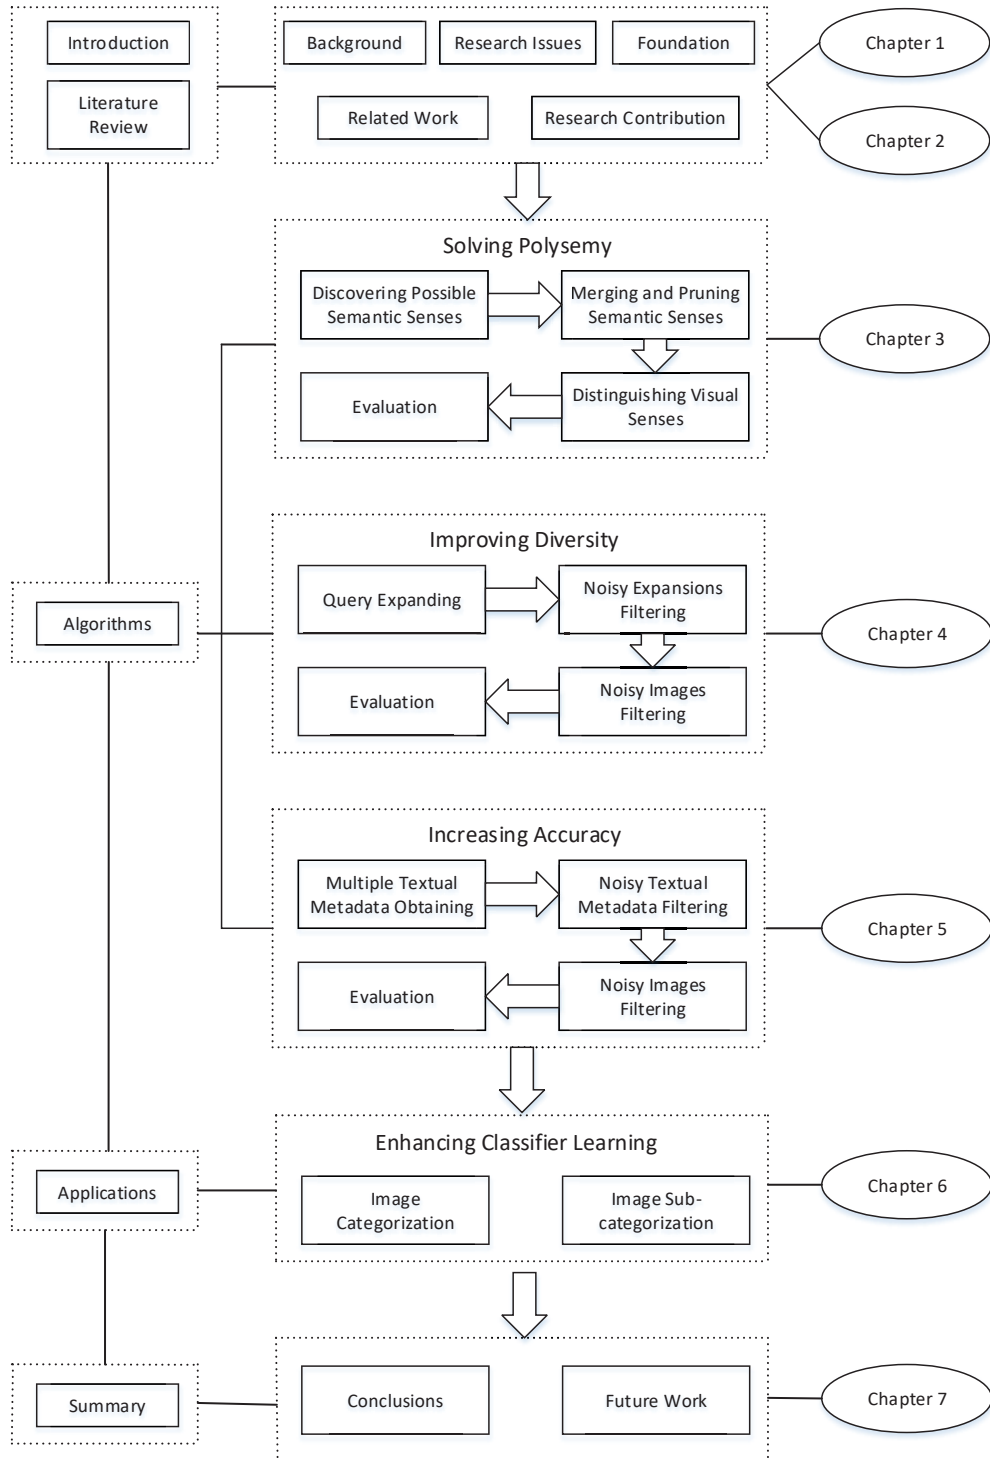 Introduction
Literature
Review
Background
Research Issues
Foundation
Related Work
Research Contribution
Chapter 1
Chapter 2
Solving Polysemy
Discovering Possible
Semantic Senses
Merging and Pruning
Semantic Senses
Evaluation
Distinguishing Visual
Senses
Chapter 3
Algorithms
Improving Diversity
Query Expanding
Noisy Expansions
Filtering
Evaluation
Noisy Images
Filtering
Chapter 4
Increasing Accuracy
Multiple Textual
Metadata Obtaining
Noisy Textual
Metadata Filtering
Evaluation
Noisy Images
Filtering
Chapter 5
Applications
Enhancing Classifier Learning
Image
Categorization
Image Sub-
categorization
Chapter 6
Summary
Conclusions
Future Work
Chapter 7